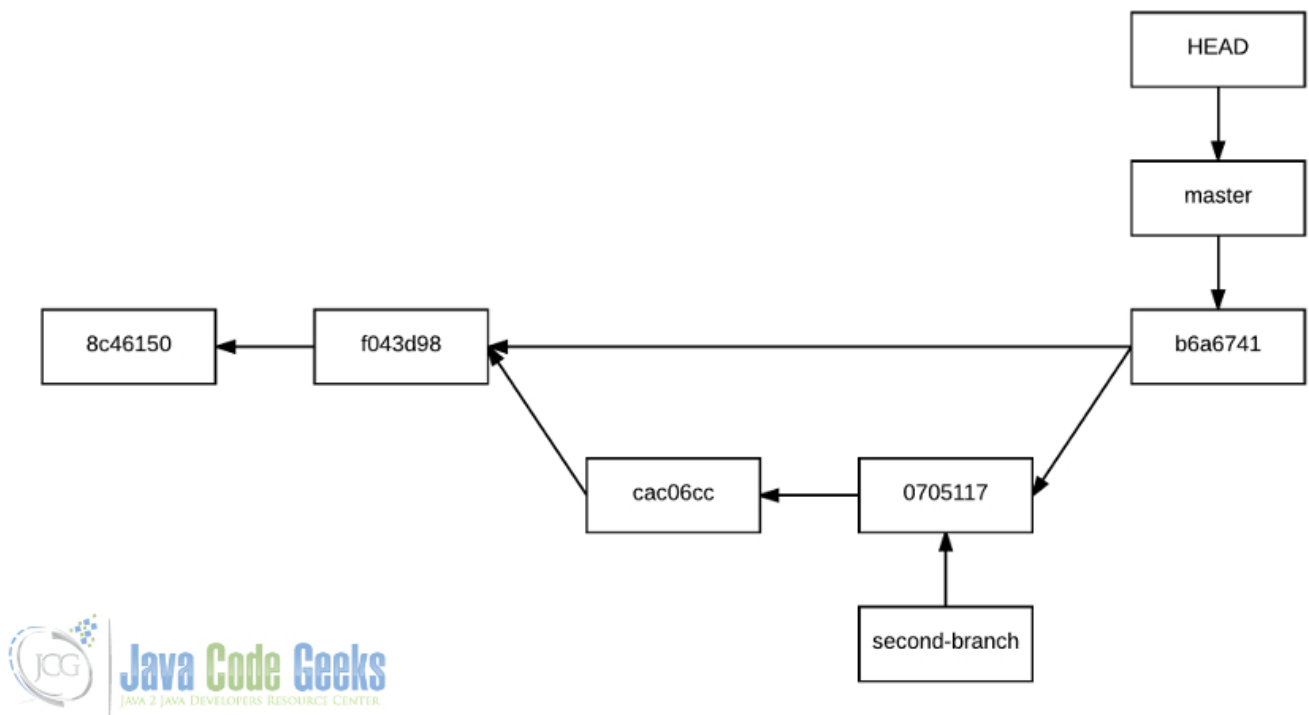 HEAD
master
8c46150
f043d98
b6a6741
cac06cc
0705117
second-branch
JCG
Java Code Geeks
JAVA 2 JAVA DEVELOPERS RESOURCE CENTER